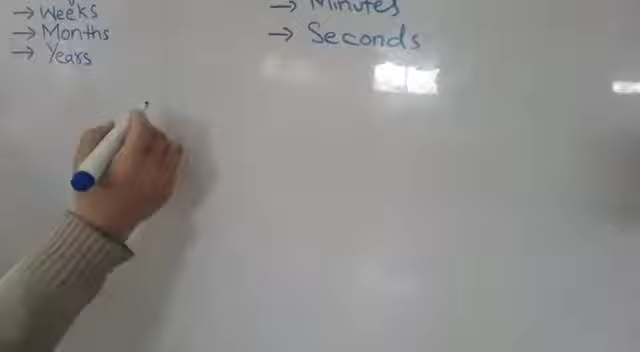 → Weeks
→ Months
→ Years
→ Minutes
→ Seconds